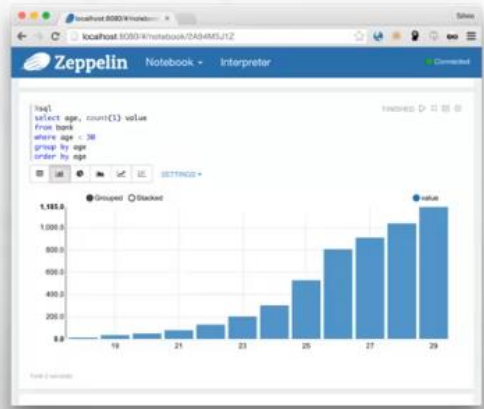 Silvio
localhost:8080/#/notebook/2A94M5J1Z
Zeppelin
Notebook
Interpreter
Connected
%sql
select age, count(1) value
from bank
where age < 30
group by age
order by age
FINISHED
SETTINGS
Grouped
Stacked
value
1,185.0
1,000.0
800.0
600.0
400.0
200.0
0.0
19
21
23
25
27
29